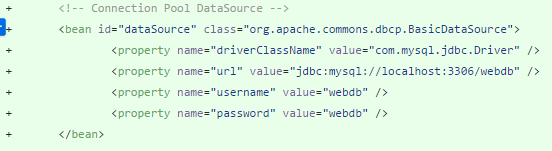 + <!-- Connection Pool DataSource -->
+ <bean id="dataSource" class="org.apache.commons.dbcp.BasicDataSource">
+ <property name="driverClassName" value="com.mysql.jdbc.Driver" />
+ <property name="url" value="jdbc:mysql://localhost:3306/webdb" />
+ <property name="username" value="webdb" />
+ <property name="password" value="webdb" />
+ </bean>